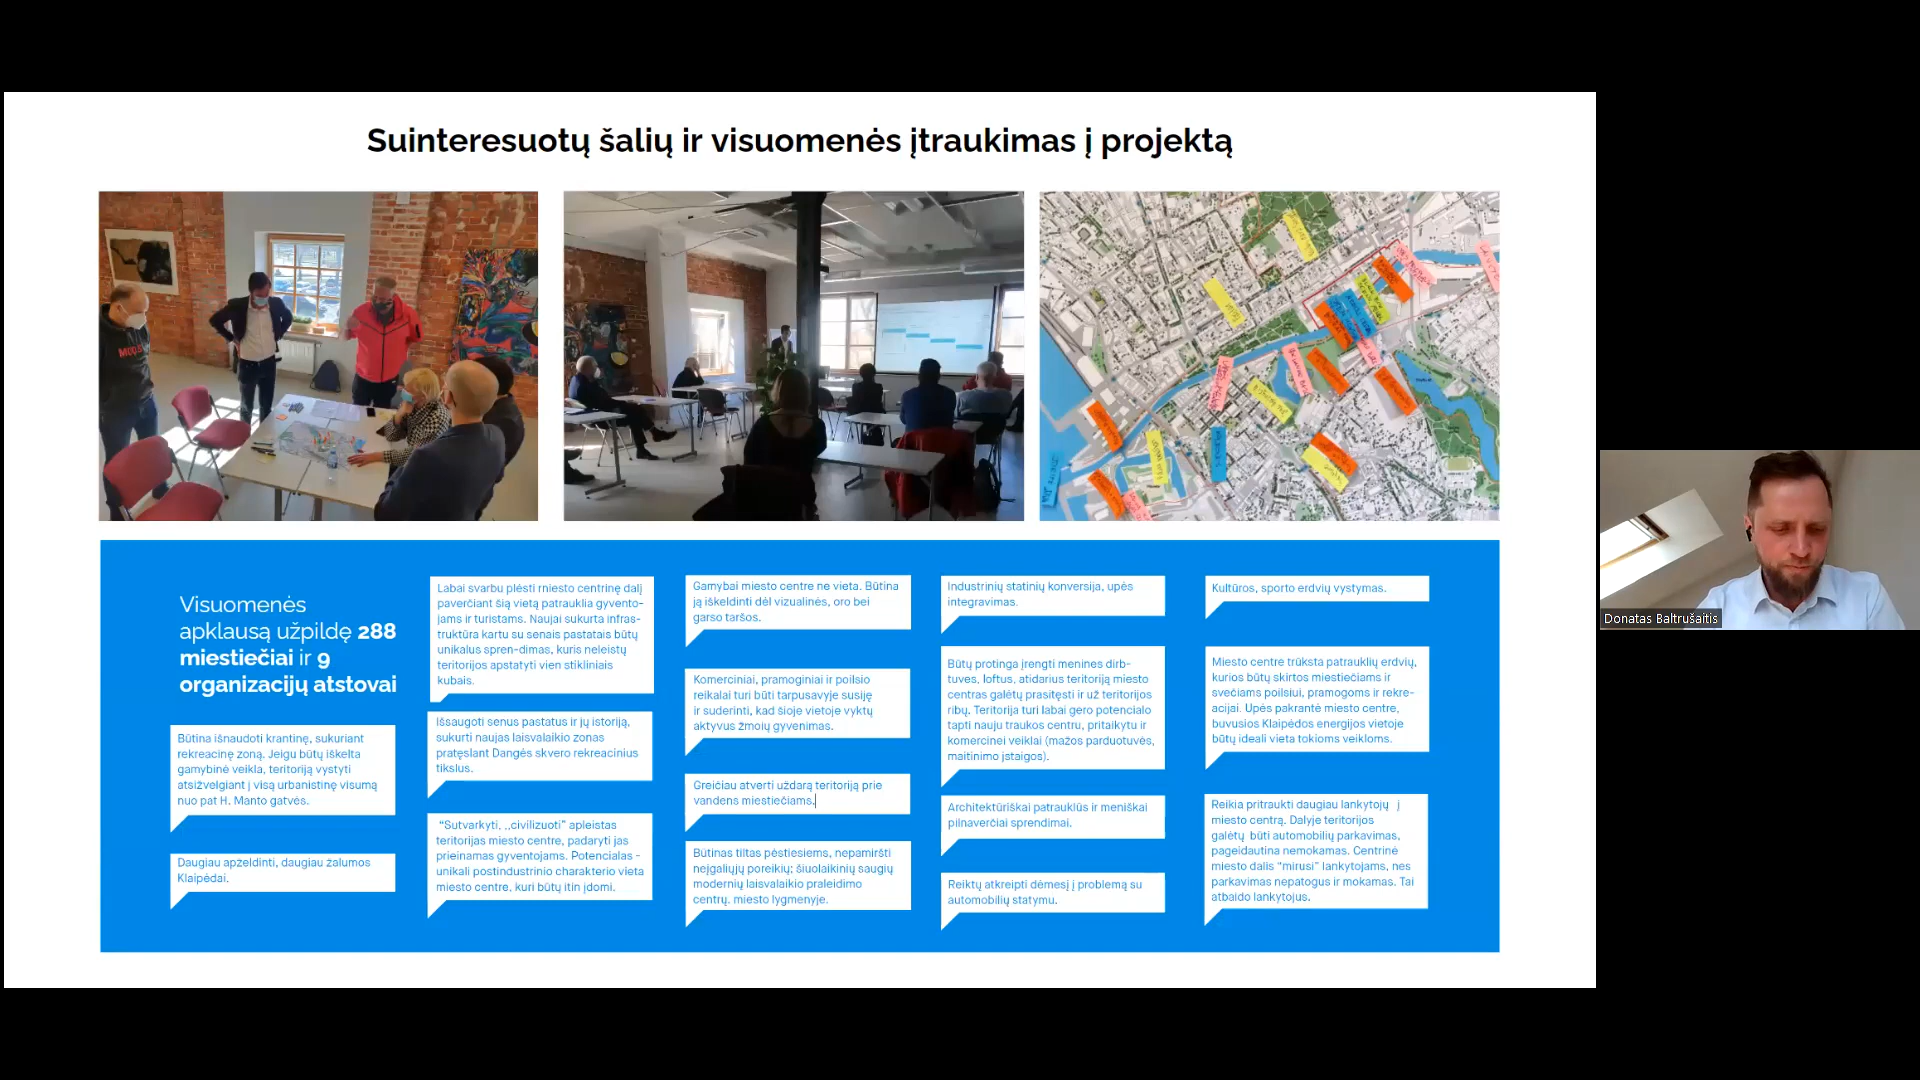 Suinteresuotų šalių ir visuomenės įtraukimas į projektą
Visuomenės
apklausą užpildę 288
miestiečiai ir 9
organizacijų atstovai
Būtina išnaudoti krantinę, sukuriant
rekreacinę zoną. Jeigu būtų iškelta
gamybinė veikla, teritoriją vystyti
atsižvelgiant į visą urbanistinę visumą
nuo pat H. Manto gatvės.
Daugiau apželdinti, daugiau žalumos
Klaipėdai.
Labai svarbu plėsti rniesto centrinę dalį
paverčiant šią vietą patrauklia gyvento-
jams ir turistams. Naujai sukurta infras-
truktūra kartu su senais pastatais būtų
unikalus spren-dimas, kuris neleistų
teritorijos apstatyti vien stikliniais
kubais.
Išsaugoti senus pastatus ir jų istoriją,
sukurti naujas laisvalaikio zonas
pratęslant Dangės skvero rekreacinius
tikslus.
“Sutvarkyti, ,,civilizuoti” apleistas
teritorijas miesto centre, padaryti jas
prieinamas gyventojams. Potencialas -
unikali postindustrinio charakterio vieta
miesto centre, kuri būtų itin įdomi.
Gamybai miesto centre ne vieta. Būtina
ją iškeldinti dėl vizualinės, oro bei
garso taršos.
Komerciniai, pramoginiai ir poilsio
reikalai turi būti tarpusavyje susiję
ir suderinti, kad šioje vietoje vyktų
aktyvus žmoių gyvenimas.
Greičiau atverti uždarą teritoriją prie
vandens miestiečiams.
Būtinas tiltas pėstiesiems, nepamiršti
neįgaliųjų poreikių; šiuolaikinių saugių
modernių laisvalaikio praleidimo
centrų. miesto lygmenyje.
Industrinių statinių konversija, upės
integravimas.
Būtų protinga įrengti menines dirb-
tuves, loftus, atidarius teritoriją miesto
centras galėtų prasitęsti ir už teritorijos
ribų. Teritorija turi labai gero potencialo
tapti nauju traukos centru, pritaikytu ir
komercinei veiklai (mažos parduotuvės,
maitinimo įstaigos).
Architektūriškai patrauklūs ir meniškai
pilnaverčiai sprendimai.
Reiktų atkreipti dėmesį į problemą su
automobilių statymu.
Kultūros, sporto erdvių vystymas.
Miesto centre trūksta patrauklių erdvių,
kurios būtų skirtos miestiečiams ir
svečiams poilsiui, pramogoms ir rekre-
acijai. Upės pakrantė miesto centre,
buvusios Klaipėdos energijos vietoje
būtų ideali vieta tokioms veikloms.
Reikia pritraukti daugiau lankytojų į
miesto centrą. Dalyje teritorijos
galėtų būti automobilių parkavimas,
pageidautina nemokamas. Centrinė
miesto dalis “mirusi” lankytojams, nes
parkavimas nepatogus ir mokamas. Tai
atbaido lankytojus.
Donatas Baltrušaitis